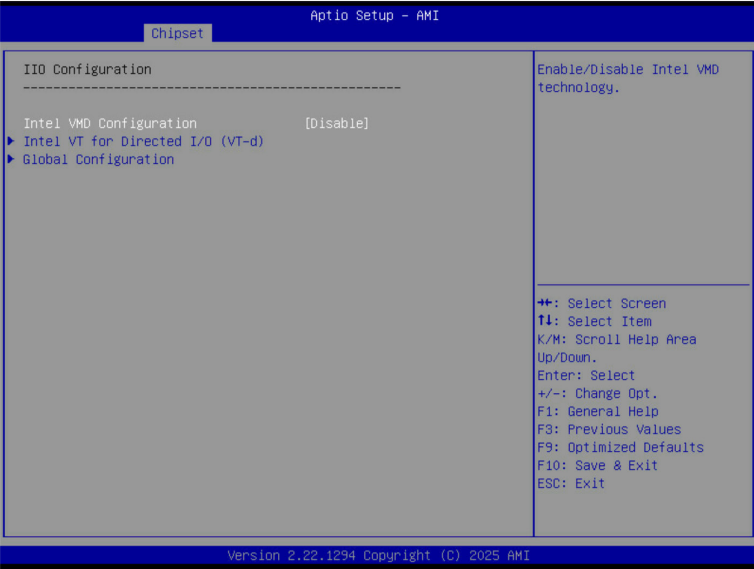 Aptio Setup – AMI
Chipset
IIO Configuration
--------------------------------------------------
Intel VMD Configuration [Disable]
Intel VT for Directed I/O (VT-d)
Global Configuration
Enable/Disable Intel VMD
technology.
→←: Select Screen
↑↓: Select Item
K/M: Scroll Help Area
Up/Down.
Enter: Select
+/-: Change Opt.
F1: General Help
F3: Previous Values
F9: Optimized Defaults
F10: Save & Exit
ESC: Exit
Version 2.22.1294 Copyright (C) 2025 AMI